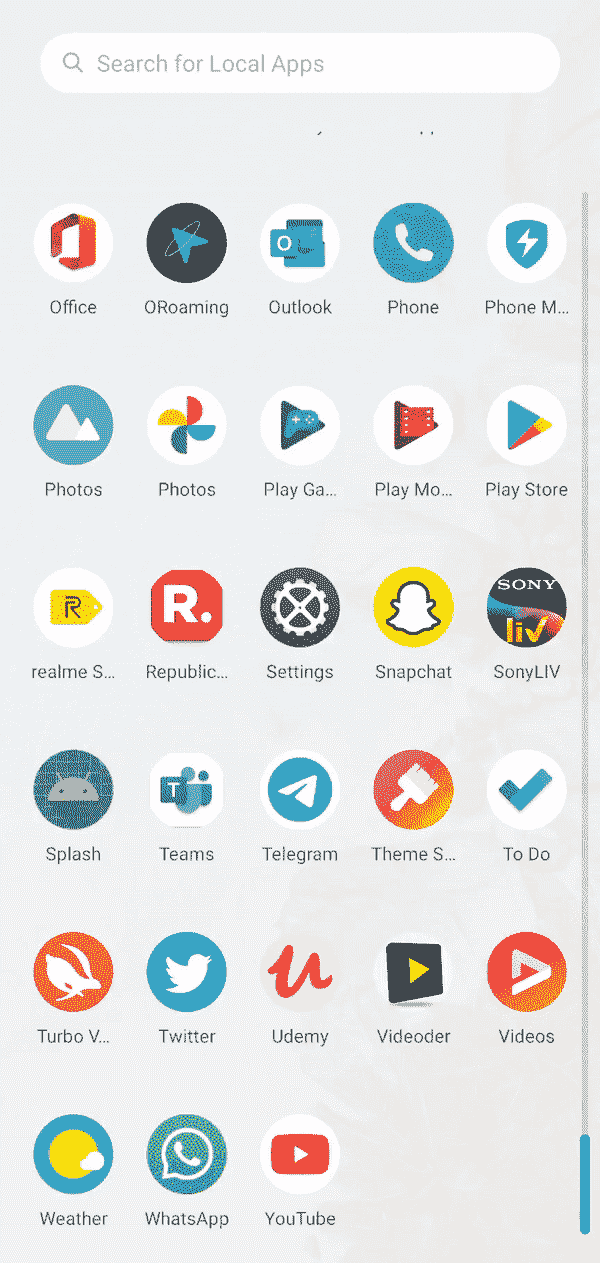 Search for Local Apps
Office ORoaming Outlook Phone Phone M...
Photos Photos Play Ga... Play Mo... Play Store
R.
SONY
liv
realme S... Republic... Settings Snapchat SonyLIV
Splash Teams Telegram Theme S... To Do
Turbo V... Twitter Udemy Videoder Videos
Weather WhatsApp YouTube